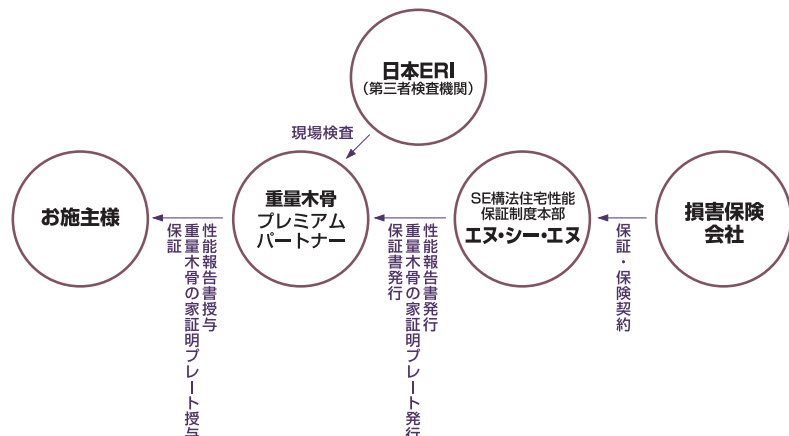 日本ERI
(第三者検査機関)
現場検査
お施主様
重量木骨
プレミアム
パートナー
SE構法住宅性能
保証制度本部
エヌ・シー・エヌ
損害保険
会社
性能報告書授与
重量木骨の家証明プレート授与
保証
性能報告書発行
重量木骨の家証明プレート発行
保証書発行
保証・保険契約